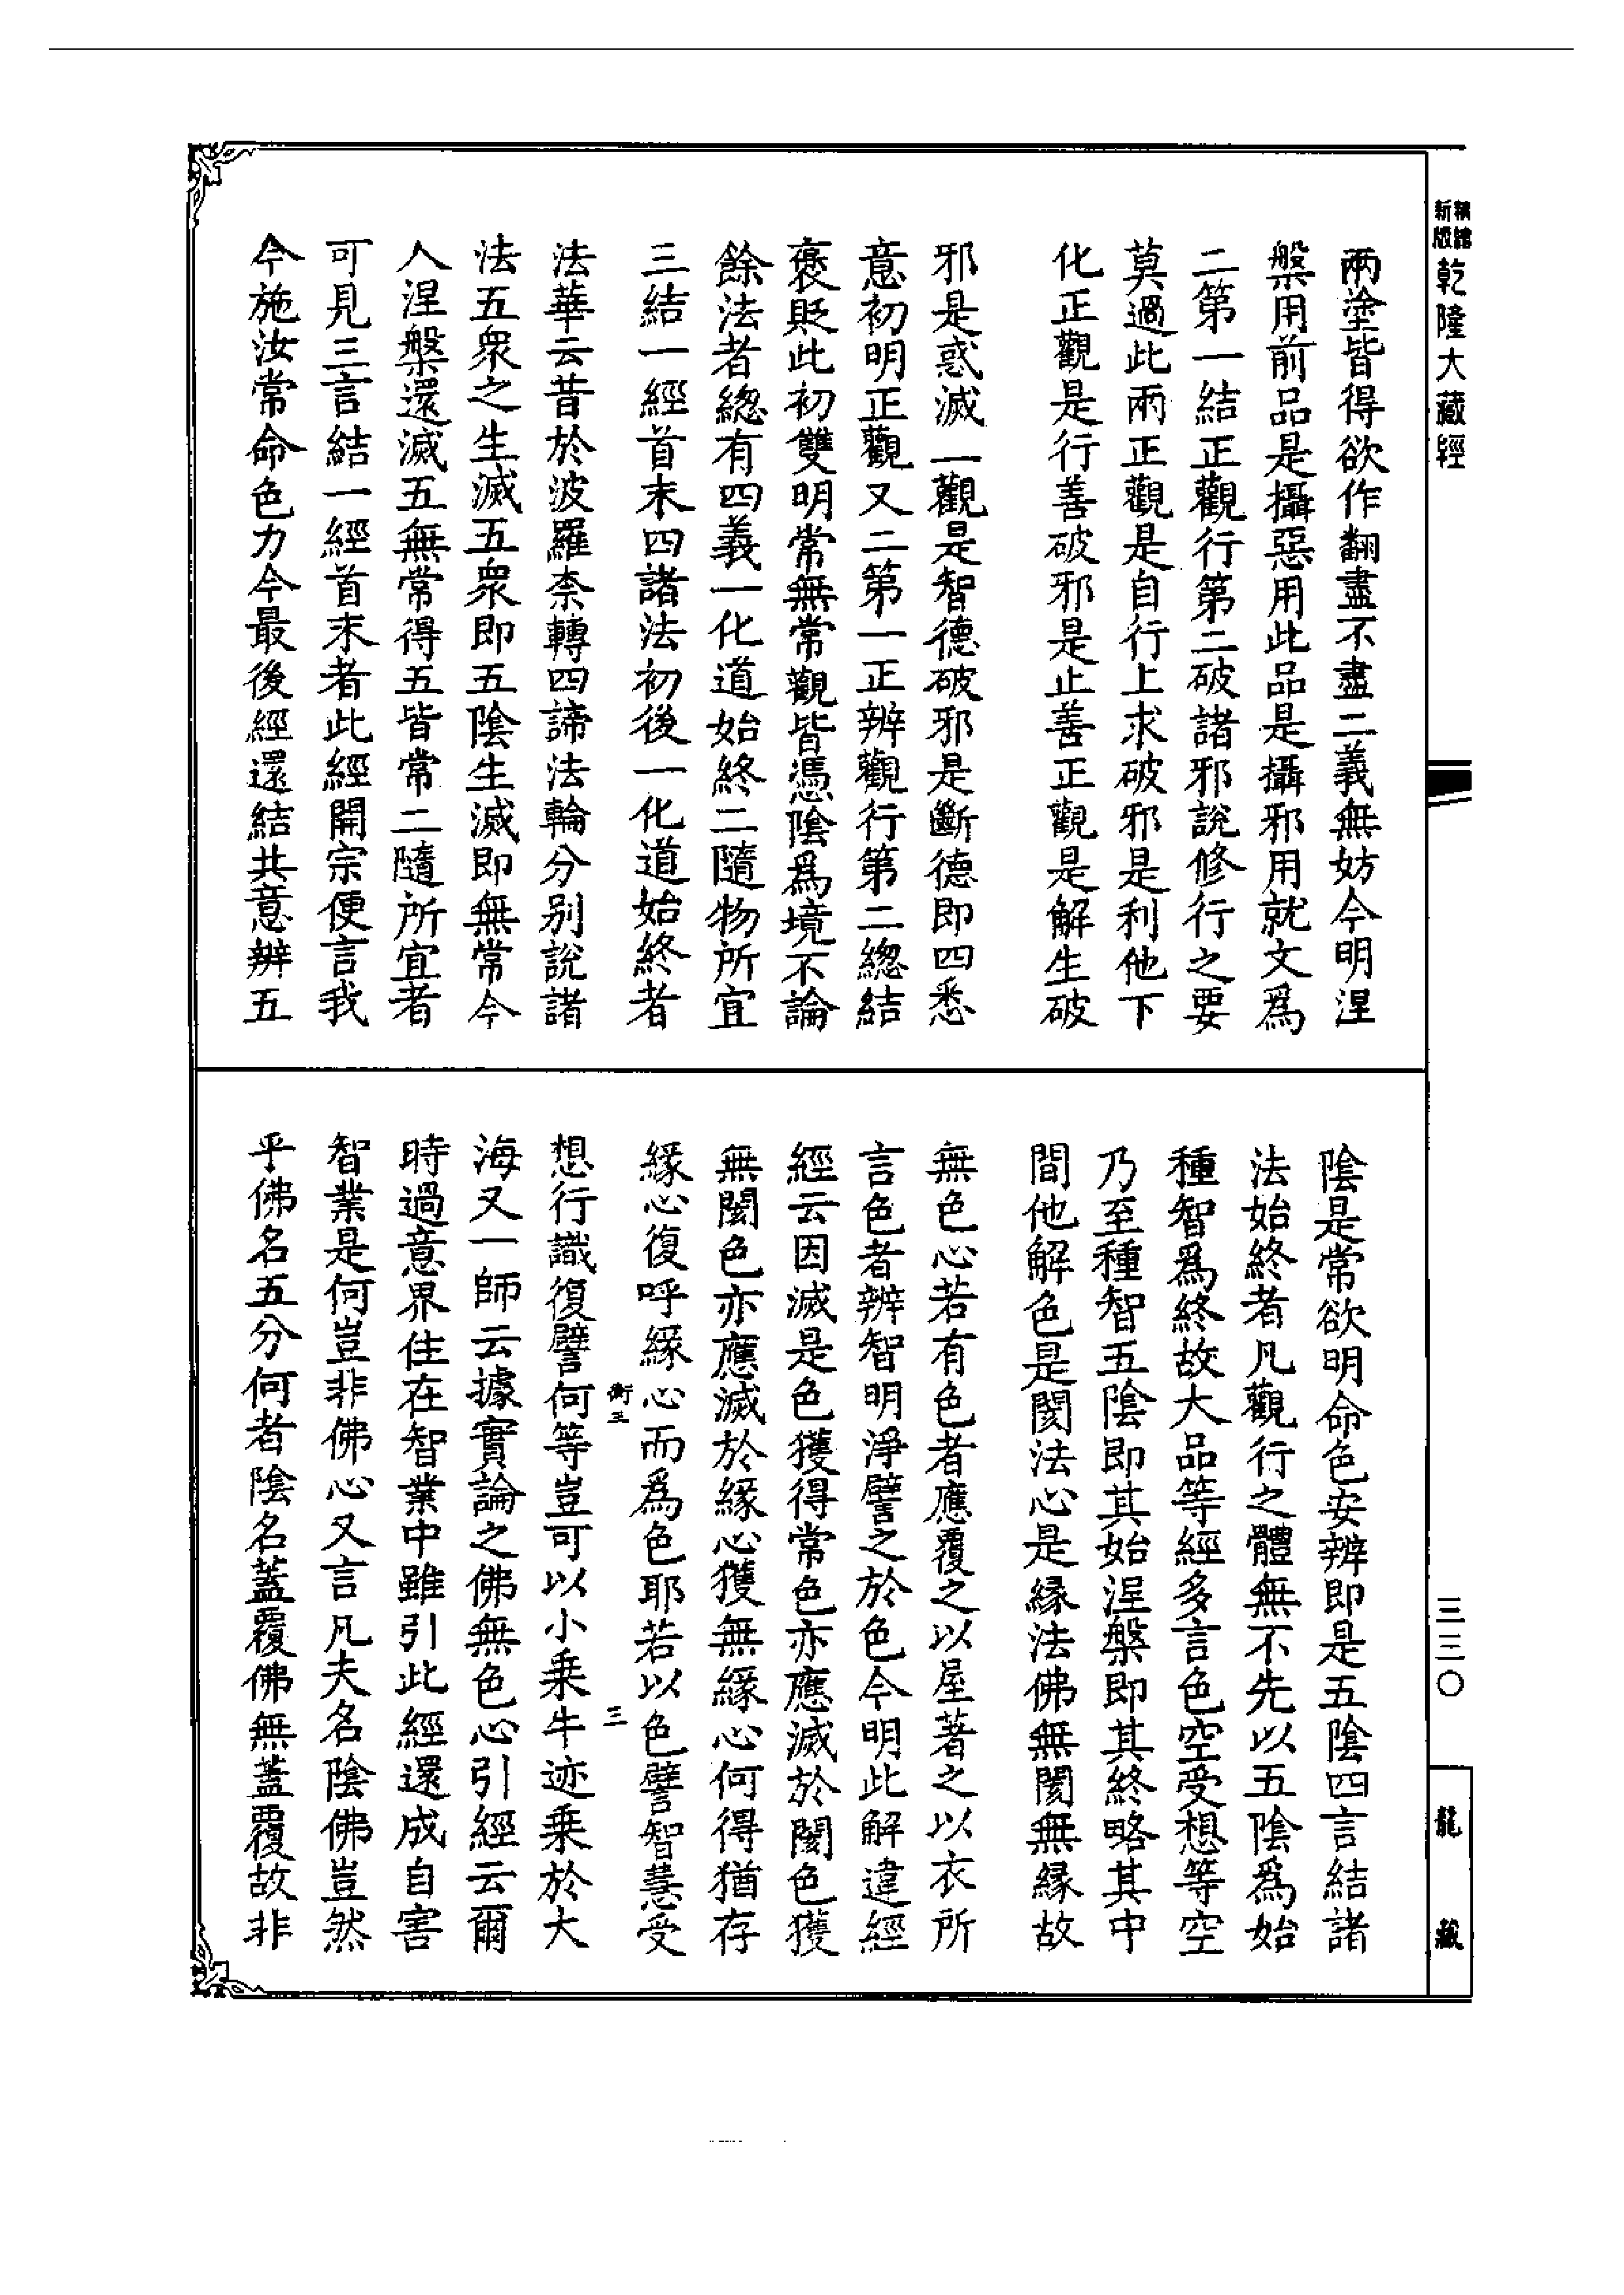 新版
精縮
乾隆大藏經
三三〇
龍藏
兩塗皆得欲作翻盡不盡二義無妨今明涅
槃用前品是攝惡用此品是攝邪用就文爲
二第一結正觀行第二破諸邪說修行之要
莫過此兩正觀是自行上求破邪是利他下
化正觀是行善破邪是止善正觀是解生破
邪是惑滅一觀是智德破邪是斷德即四悉
意初明正觀又二第一正辨觀行第二總結
褒貶此初雙明常無常觀皆憑陰爲境不論
餘法者總有四義一化道始終二隨物所宜
三結一經首末四諸法初後一化道始終者
法華云昔於波羅柰轉四諦法輪分別說諸
法五衆之生滅五衆即五陰生滅即無常今
人涅槃還滅五無常得五皆常二隨所宜者
可見三言結一經首末者此經開宗便言我
今施汝常命色力今最後經還結共意辨五
陰是常欲明命色安辨即是五陰四言結諸
法始終者凡觀行之體無不先以五陰爲始
種智爲終故大品等經多言色空受想等空
乃至種智五陰即其始涅槃即其終略其中
間他解色是閡法心是緣法佛無閡無緣故
無色心若有色者應覆之以屋著之以衣所
言色者辨智明淨譬之於色今明此解違經
經云因滅是色獲得常色亦應滅於閡色獲
無閡色亦應滅於緣心獲無緣心何得猶存
緣心復呼緣心而爲色耶若以色譬智慧受
衡三
三
想行識復譬何等豈可以小乘牛迹乘於大
海又一師云據實論之佛無色心引經云爾
時過意界住在智業中雖引此經還成自害
智業是何豈非佛心又言凡夫名陰佛豈然
乎佛名五分何者陰名蓋覆佛無蓋覆故非